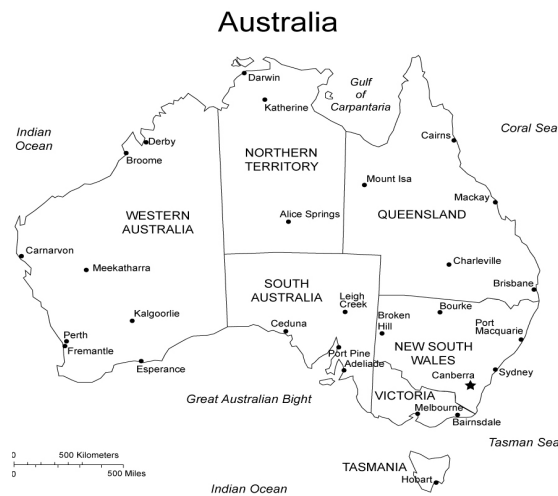 Australia
Darwin
Katherine
Gulf
of
Carpantaria
Indian
Ocean
Coral Sea
Cairns
Derby
Broome
NORTHERN
TERRITORY
Mount Isa
Mackay
WESTERN
AUSTRALIA
Alice Springs
QUEENSLAND
Carnarvon
Meekatharra
Charleville
SOUTH
AUSTRALIA
Leigh
Creek
Brisbane
Bourke
Kalgoorlie
Ceduna
Broken
Hill
Port
Macquarie
Perth
Fremantle
NEW SOUTH
WALES
Port Pine
Adeliade
Esperance
Canberra
Sydney
Great Australian Bight
VICTORIA
Melbourne
Bairnsdale
Tasman Sea
0 500 Kilometers
0 500 Miles
TASMANIA
Hobart
Indian Ocean